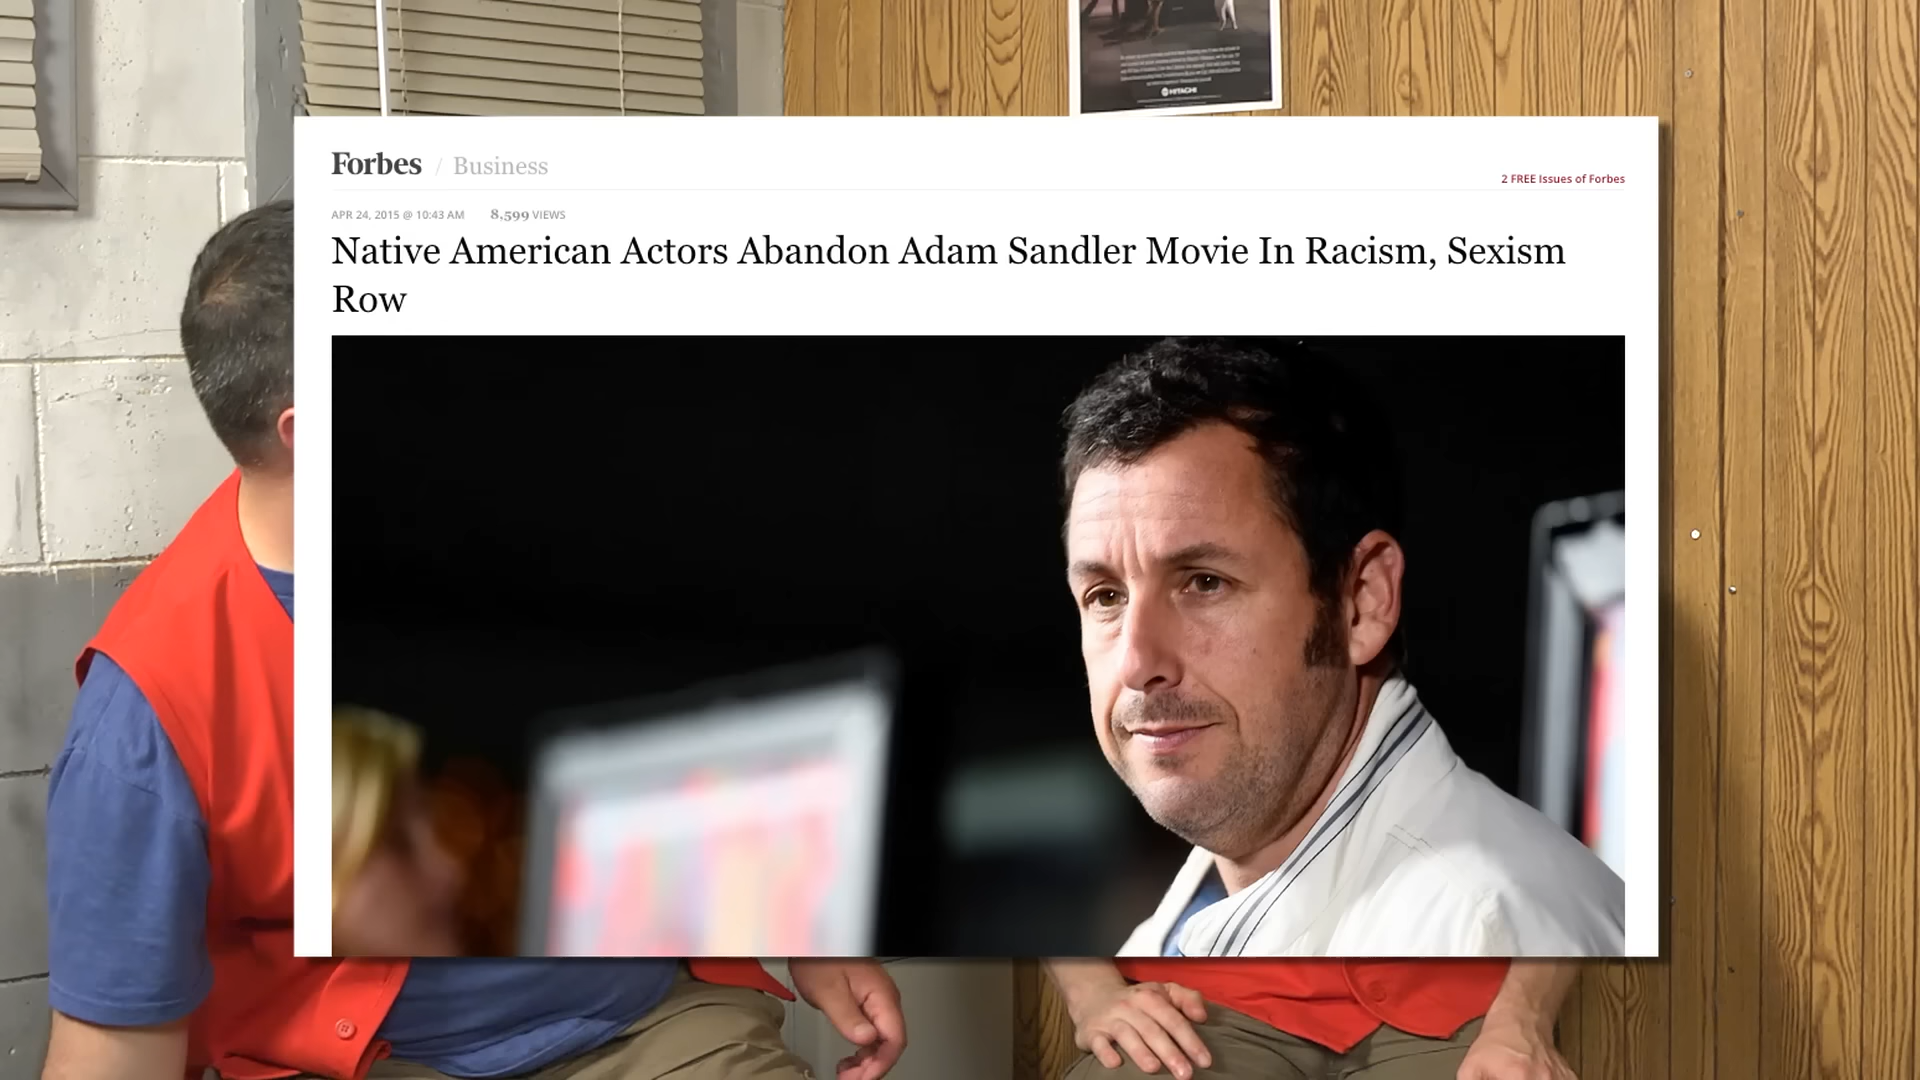 HITACHI
Forbes / Business
2 FREE Issues of Forbes
APR 24, 2015 @ 10:43 AM 8,599 VIEWS
Native American Actors Abandon Adam Sandler Movie In Racism, Sexism
Row